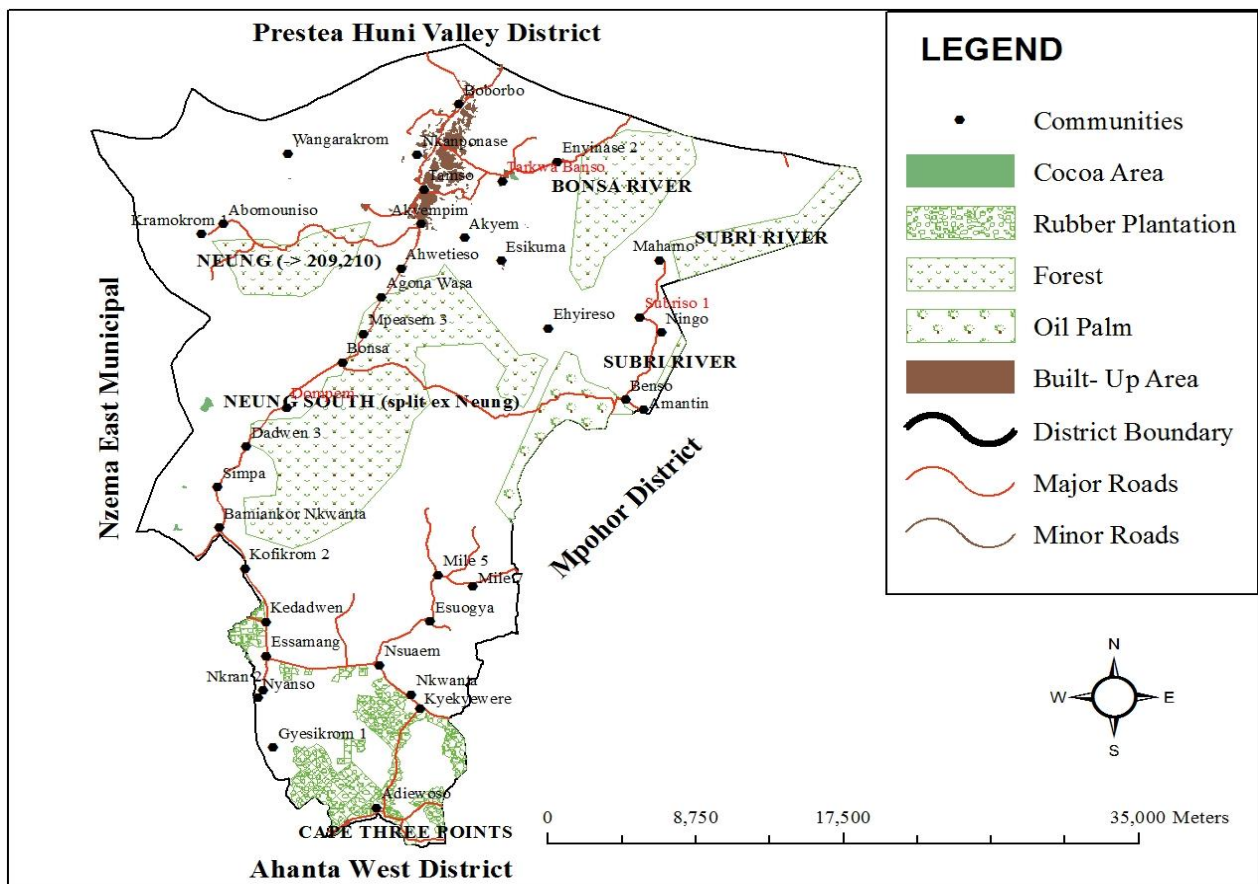 Prestea Huni Valley District
LEGEND
Communities
Cocoa Area
Rubber Plantation
Forest
Oil Palm
Built- Up Area
District Boundary
Major Roads
Minor Roads
Boborbo
Wangarakrom
Nkanponase
Enyinase 2
Tarkwa Banso
Tamso
BONSA RIVER
Kramokrom 1
Abomouniso
Akyempim
Akyem
SUBRI RIVER
Esikuma
Mahamo
NEUNG (-> 209,210)
Ahwetieso
Agona Wasa
Subriso 1
Ningo
Mpeasem 3
Ehyireso
Bonsa
SUBRI RIVER
Benso
Amantin
Dompem
NEUNG SOUTH (split ex Neung)
Nzema East Municipal
Dadwen 3
Simpa
Bamiankor Nkwanta
Mpohor District
Kofikrom 2
Mile 5
Mile 7
Kedadwen
Esuogya
Essamang
Nsuaem
Nkran 2
Nyanso
Nkwanta
Kyekyewere
Gyesikrom 1
Adiewoso
CAPE THREE POINTS
Ahanta West District
N
W E
S
0 8,750 17,500 35,000 Meters